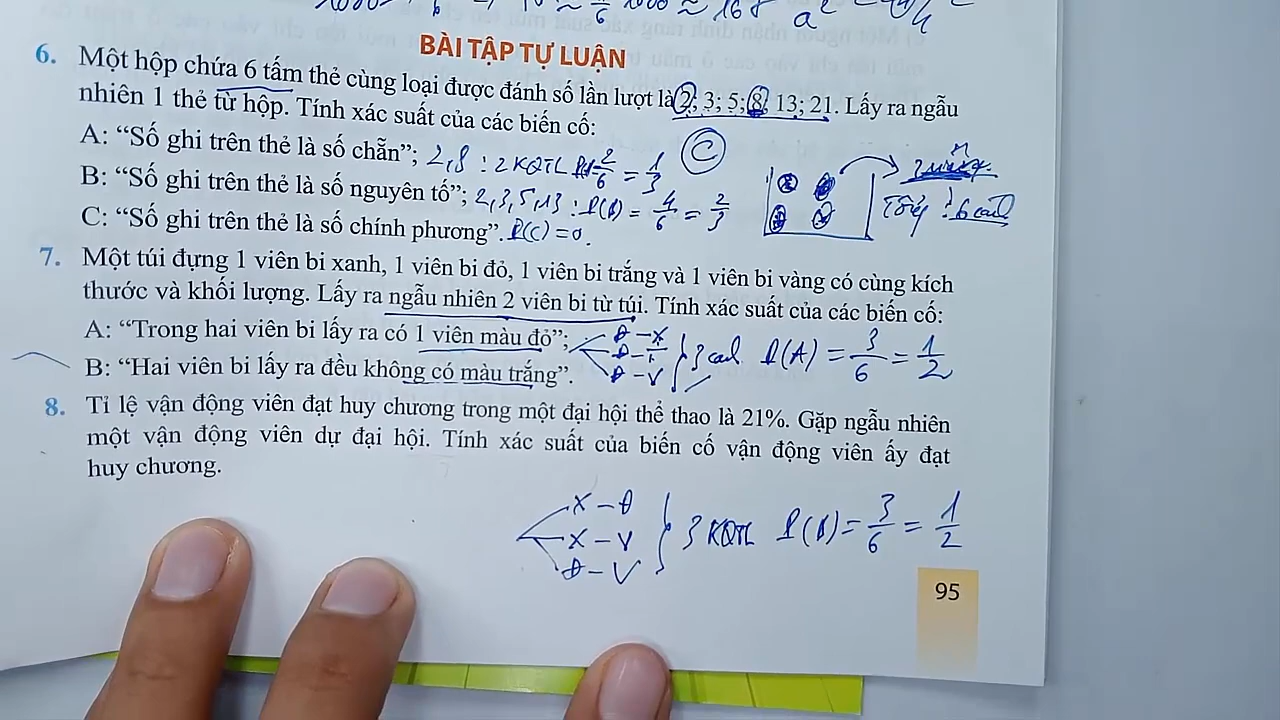 BÀI TẬP TỰ LUẬN
6. Một hộp chứa 6 tấm thẻ cùng loại được đánh số lần lượt là 2; 3; 5; 8; 13; 21. Lấy ra ngẫu
nhiên 1 thẻ từ hộp. Tính xác suất của các biến cố:
A: “Số ghi trên thẻ là số chẵn”; 2,8 : 2 KQTL 2/6 = 1/3
B: “Số ghi trên thẻ là số nguyên tố”; 2,3,5,13 : P(B) = 4/6 = 2/3
C: “Số ghi trên thẻ là số chính phương”. P(C)=0.
C
6 cách
7. Một túi đựng 1 viên bi xanh, 1 viên bi đỏ, 1 viên bi trắng và 1 viên bi vàng có cùng kích
thước và khối lượng. Lấy ra ngẫu nhiên 2 viên bi từ túi. Tính xác suất của các biến cố:
A: “Trong hai viên bi lấy ra có 1 viên màu đỏ”; Đ-X
Đ-T
Đ-V
3 cách P(A) = 3/6 = 1/2
B: “Hai viên bi lấy ra đều không có màu trắng”.
8. Tỉ lệ vận động viên đạt huy chương trong một đại hội thể thao là 21%. Gặp ngẫu nhiên
một vận động viên dự đại hội. Tính xác suất của biến cố vận động viên ấy đạt
huy chương.
X-Đ
X-V
Đ-V
3 KQTL P(B) = 3/6 = 1/2
95